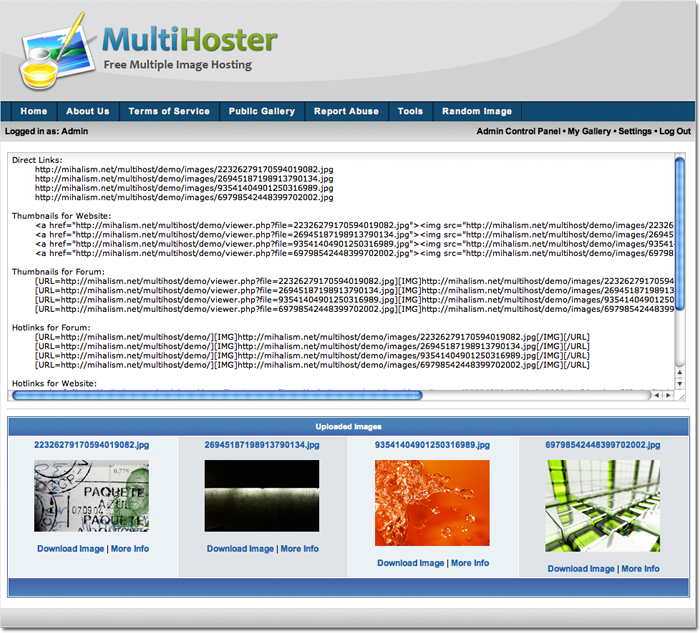 MultiHoster
Free Multiple Image Hosting
Home About Us Terms of Service Public Gallery Report Abuse Tools Random Image
Logged in as: Admin Admin Control Panel • My Gallery • Settings • Log Out
Direct Links:
http://mihalism.net/multihost/demo/images/22326279170594019082.jpg
http://mihalism.net/multihost/demo/images/26945187198913790134.jpg
http://mihalism.net/multihost/demo/images/93541404901250316989.jpg
http://mihalism.net/multihost/demo/images/69798542448399702002.jpg
Thumbnails for Website:
<a href="http://mihalism.net/multihost/demo/viewer.php?file=22326279170594019082.jpg"><img src="http://mihalism.net/multihost/demo/images/22326
<a href="http://mihalism.net/multihost/demo/viewer.php?file=26945187198913790134.jpg"><img src="http://mihalism.net/multihost/demo/images/26945
<a href="http://mihalism.net/multihost/demo/viewer.php?file=93541404901250316989.jpg"><img src="http://mihalism.net/multihost/demo/images/93541
<a href="http://mihalism.net/multihost/demo/viewer.php?file=69798542448399702002.jpg"><img src="http://mihalism.net/multihost/demo/images/69798
Thumbnails for Forum:
[URL=http://mihalism.net/multihost/demo/viewer.php?file=22326279170594019082.jpg][IMG]http://mihalism.net/multihost/demo/images/2232627917059
[URL=http://mihalism.net/multihost/demo/viewer.php?file=26945187198913790134.jpg][IMG]http://mihalism.net/multihost/demo/images/2694518719891
[URL=http://mihalism.net/multihost/demo/viewer.php?file=93541404901250316989.jpg][IMG]http://mihalism.net/multihost/demo/images/9354140490125
[URL=http://mihalism.net/multihost/demo/viewer.php?file=69798542448399702002.jpg][IMG]http://mihalism.net/multihost/demo/images/6979854244839
Hotlinks for Forum:
[URL=http://mihalism.net/multihost/demo/][IMG]http://mihalism.net/multihost/demo/images/22326279170594019082.jpg[/IMG][/URL]
[URL=http://mihalism.net/multihost/demo/][IMG]http://mihalism.net/multihost/demo/images/26945187198913790134.jpg[/IMG][/URL]
[URL=http://mihalism.net/multihost/demo/][IMG]http://mihalism.net/multihost/demo/images/93541404901250316989.jpg[/IMG][/URL]
[URL=http://mihalism.net/multihost/demo/][IMG]http://mihalism.net/multihost/demo/images/69798542448399702002.jpg[/IMG][/URL]
Hotlinks for Website:
Uploaded Images
22326279170594019082.jpg 26945187198913790134.jpg 93541404901250316989.jpg 69798542448399702002.jpg
PAQUETE
AZUL
07.09.04
PAQUETE
Download Image | More Info Download Image | More Info Download Image | More Info Download Image | More Info